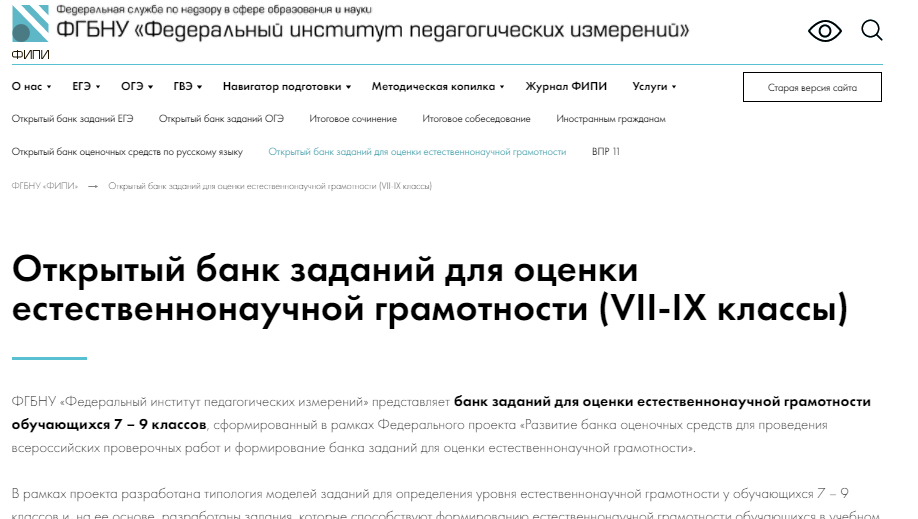 Федеральная служба по надзору в сфере образования и науки
ФГБНУ «Федеральный институт педагогических измерений»
ФИПИ
О нас ЕГЭ ОГЭ ГВЭ Навигатор подготовки Методическая копилка Журнал ФИПИ Услуги Старая версия сайта
Открытый банк заданий ЕГЭ Открытый банк заданий ОГЭ Итоговое сочинение Итоговое собеседование Иностранным гражданам
Открытый банк оценочных средств по русскому языку Открытый банк заданий для оценки естественнонаучной грамотности ВПР 11
ФГБНУ «ФИПИ» → Открытый банк заданий для оценки естественнонаучной грамотности (VII-IX классы)
Открытый банк заданий для оценки
естественнонаучной грамотности (VII-IX классы)
ФГБНУ «Федеральный институт педагогических измерений» представляет банк заданий для оценки естественнонаучной грамотности
обучающихся 7 – 9 классов, сформированный в рамках Федерального проекта «Развитие банка оценочных средств для проведения
всероссийских проверочных работ и формирование банка заданий для оценки естественнонаучной грамотности».
В рамках проекта разработана типология моделей заданий для определения уровня естественнонаучной грамотности у обучающихся 7 – 9
классов и, на ее основе, разработаны задания, которые способствуют формированию естественнонаучной грамотности обучающихся в учебном